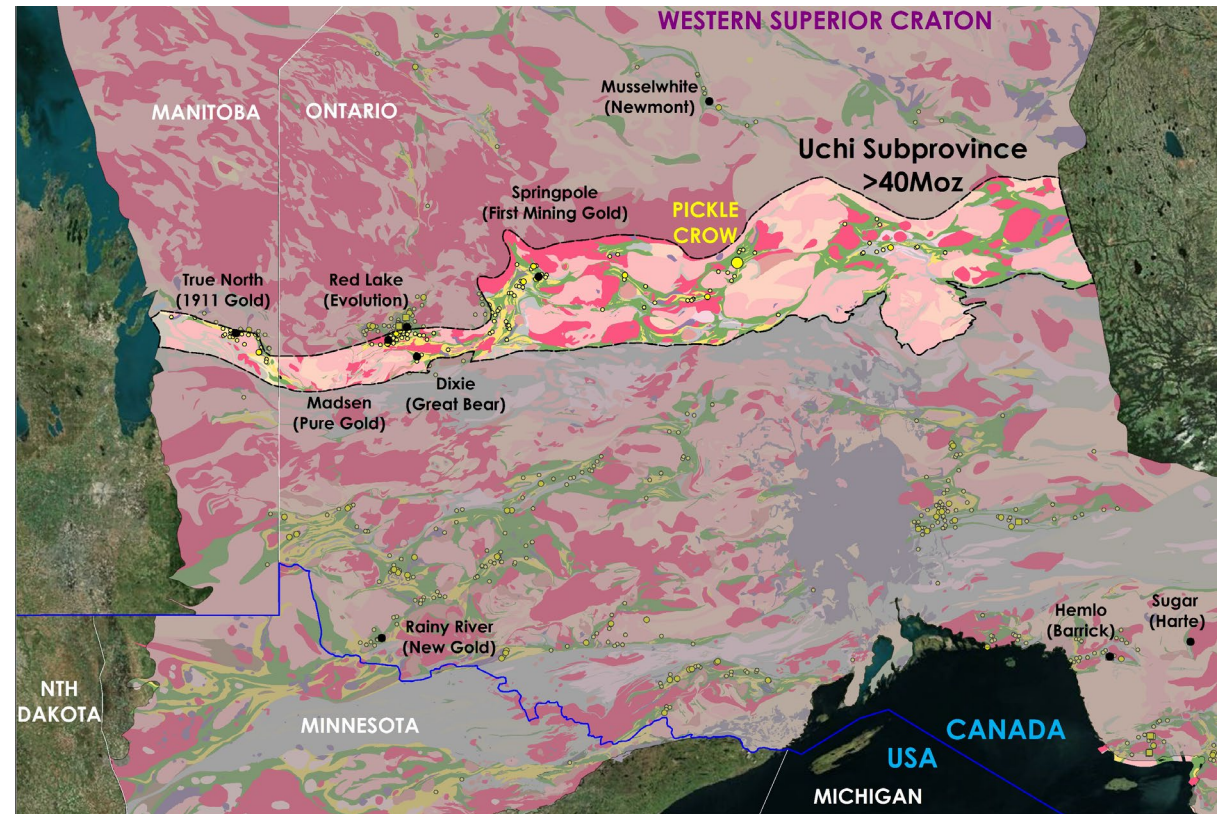 WESTERN SUPERIOR CRATON
Musselwhite
(Newmont)
MANITOBA
ONTARIO
Uchi Subprovince
>40Moz
Springpole
(First Mining Gold)
PICKLE
CROW
True North
(1911 Gold)
Red Lake
(Evolution)
Dixie
(Great Bear)
Madsen
(Pure Gold)
Rainy River
(New Gold)
Hemlo
(Barrick)
Sugar
(Harte)
NTH
DAKOTA
MINNESOTA
CANADA
USA
MICHIGAN